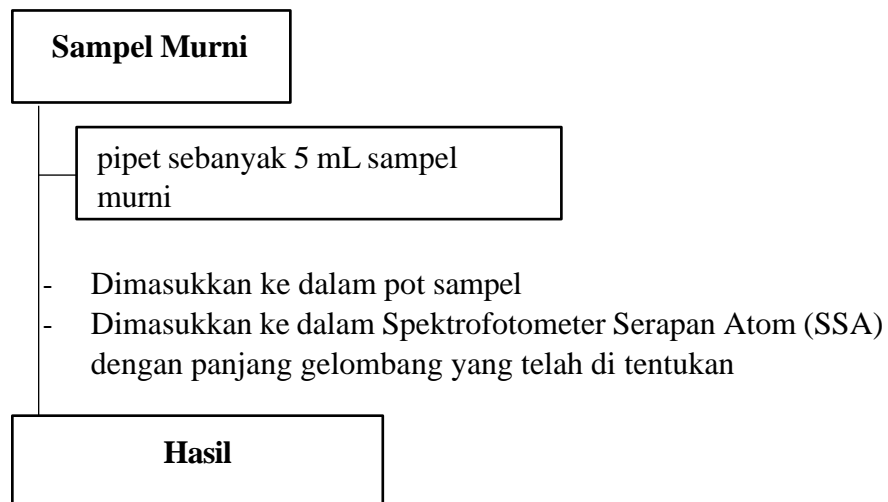 Sampel Murni
pipet sebanyak 5 mL sampel
murni
- Dimasukkan ke dalam pot sampel
- Dimasukkan ke dalam Spektrofotometer Serapan Atom (SSA)
dengan panjang gelombang yang telah di tentukan
Hasil